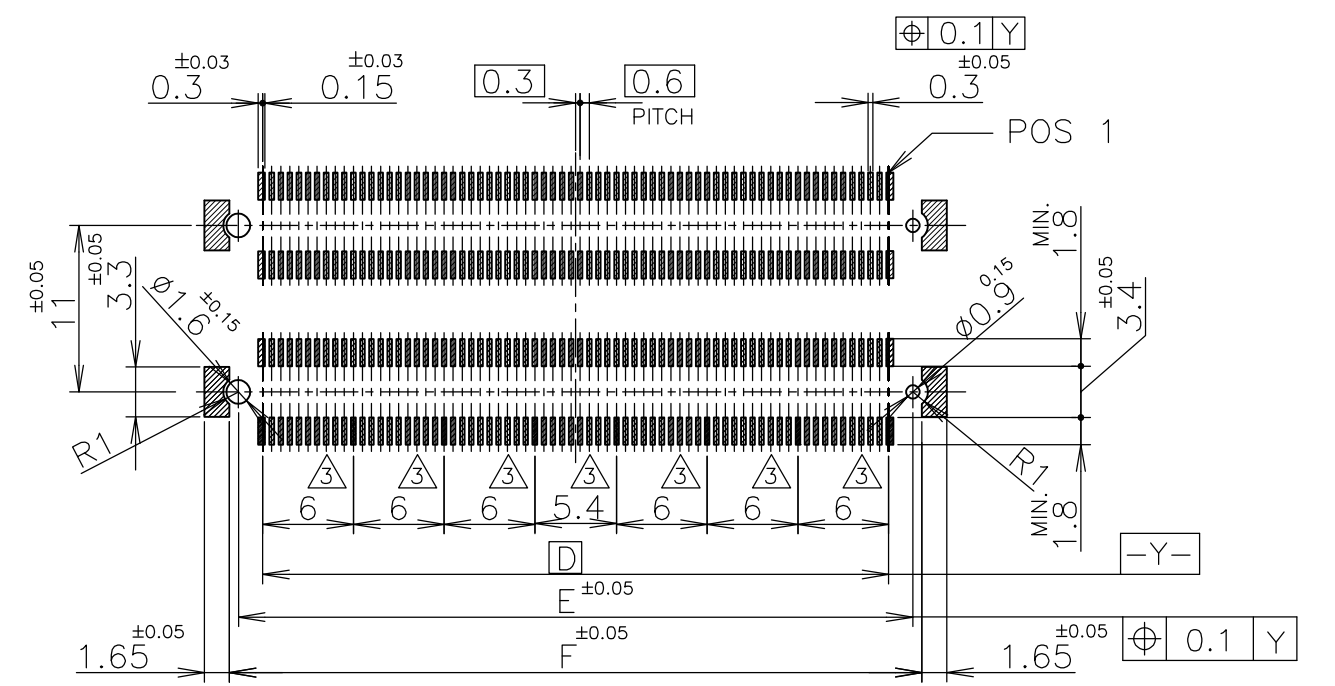 ⌖ 0.1 Y
±0.03 ±0.03 ±0.05
0.3 0.15 0.3 0.6 0.3
PITCH
POS 1
±0.05
11
±0.05
3.3
Ø1.6 ±0.15
R1
MIN.
1.8
±0.05
3.4
Ø0.9 0.15
R1
MIN.
1.8
3 3 3 3 3 3 3
6 6 6 5.4 6 6 6
D
-Y-
E ±0.05
F ±0.05
1.65 ±0.05
1.65 ±0.05
⌖ 0.1 Y